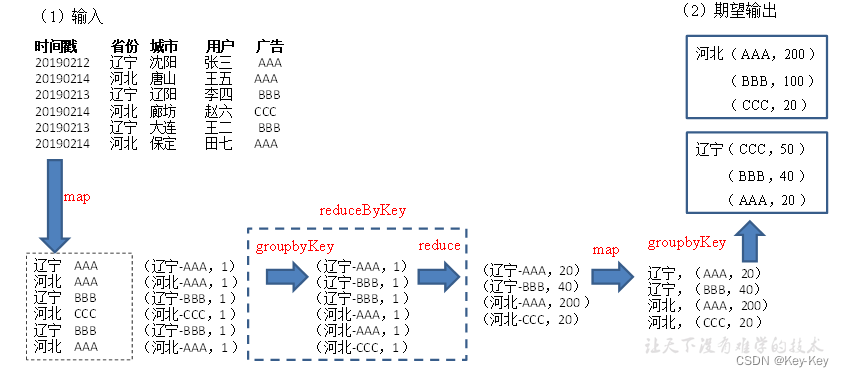 （1）输入
时间戳 省份 城市 用户 广告
20190212 辽宁 沈阳 张三 AAA
20190214 河北 唐山 王五 AAA
20190213 辽宁 辽阳 李四 BBB
20190214 河北 廊坊 赵六 CCC
20190213 辽宁 大连 王二 BBB
20190214 河北 保定 田七 AAA
（2）期望输出
河北（AAA，200）
（BBB，100）
（CCC，20）
辽宁（CCC，50）
（BBB，40）
（AAA，20）
map
辽宁 AAA
河北 AAA
辽宁 BBB
河北 CCC
辽宁 BBB
河北 AAA
（辽宁-AAA，1）
（河北-AAA，1）
（辽宁-BBB，1）
（河北-CCC，1）
（辽宁-BBB，1）
（河北-AAA，1）
reduceByKey
groupbyKey
（辽宁-AAA，1）
（辽宁-BBB，1）
（辽宁-BBB，1）
（河北-AAA，1）
（河北-AAA，1）
（河北-CCC，1）
reduce
（辽宁-AAA，20）
（辽宁-BBB，40）
（河北-AAA，200）
（河北-CCC，20）
map
groupbyKey
辽宁，（AAA，20）
辽宁，（BBB，40）
河北，（AAA，200）
河北，（CCC，20）
让天下没有难学的技术
CSDN @Key-Key